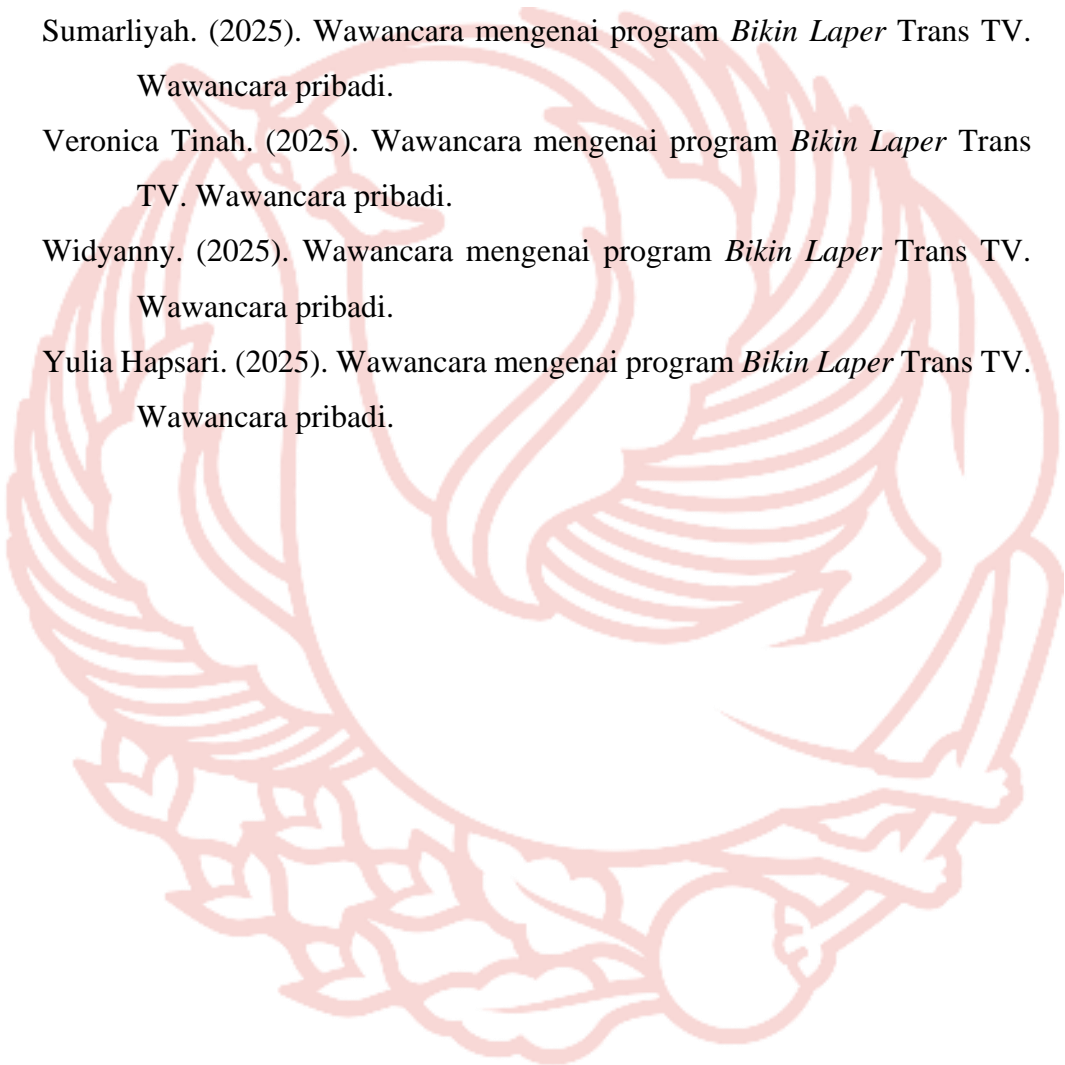 Sumarliyah. (2025). Wawancara mengenai program Bikin Laper Trans TV.
Wawancara pribadi.
Veronica Tinah. (2025). Wawancara mengenai program Bikin Laper Trans
TV. Wawancara pribadi.
Widyanny. (2025). Wawancara mengenai program Bikin Laper Trans TV.
Wawancara pribadi.
Yulia Hapsari. (2025). Wawancara mengenai program Bikin Laper Trans TV.
Wawancara pribadi.